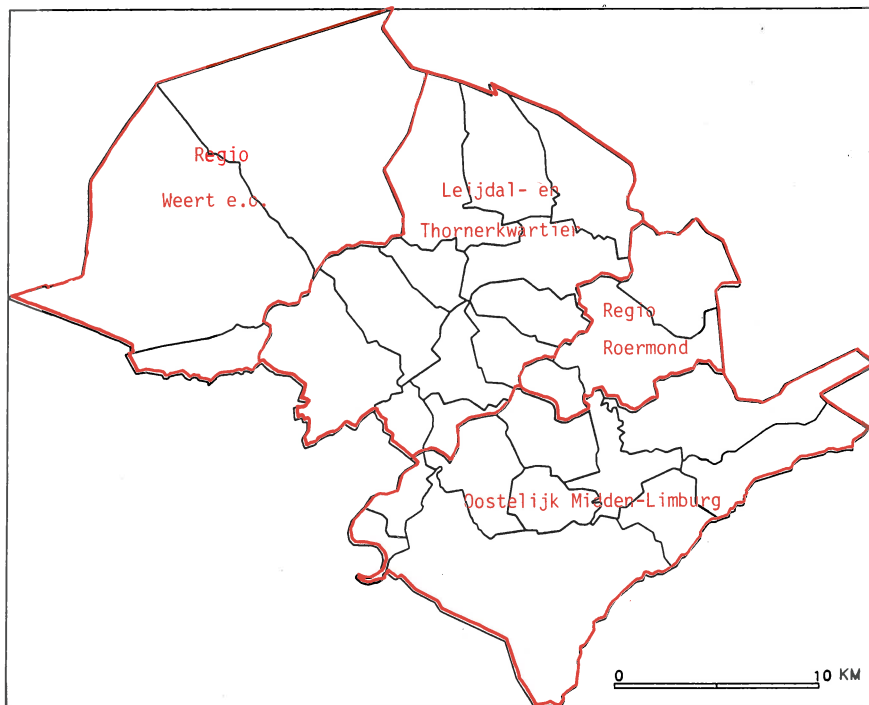 Regio
Weert e.o.
Leijdal- en
Thornerkwartier
Regio
Roermond
Oostelijk Midden-Limburg
0 10 KM